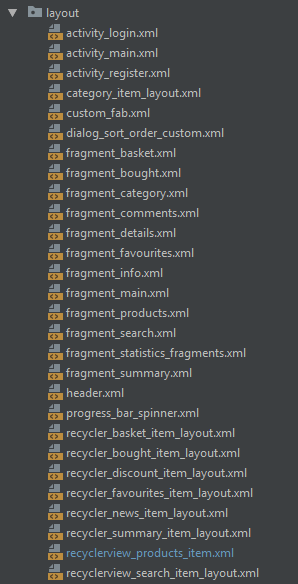 layout
activity_login.xml
activity_main.xml
activity_register.xml
category_item_layout.xml
custom_fab.xml
dialog_sort_order_custom.xml
fragment_basket.xml
fragment_bought.xml
fragment_category.xml
fragment_comments.xml
fragment_details.xml
fragment_favourites.xml
fragment_info.xml
fragment_main.xml
fragment_products.xml
fragment_search.xml
fragment_statistics_fragments.xml
fragment_summary.xml
header.xml
progress_bar_spinner.xml
recycler_basket_item_layout.xml
recycler_bought_item_layout.xml
recycler_discount_item_layout.xml
recycler_favourites_item_layout.xml
recycler_news_item_layout.xml
recycler_summary_item_layout.xml
recyclerview_products_item.xml
recyclerview_search_item_layout.xml